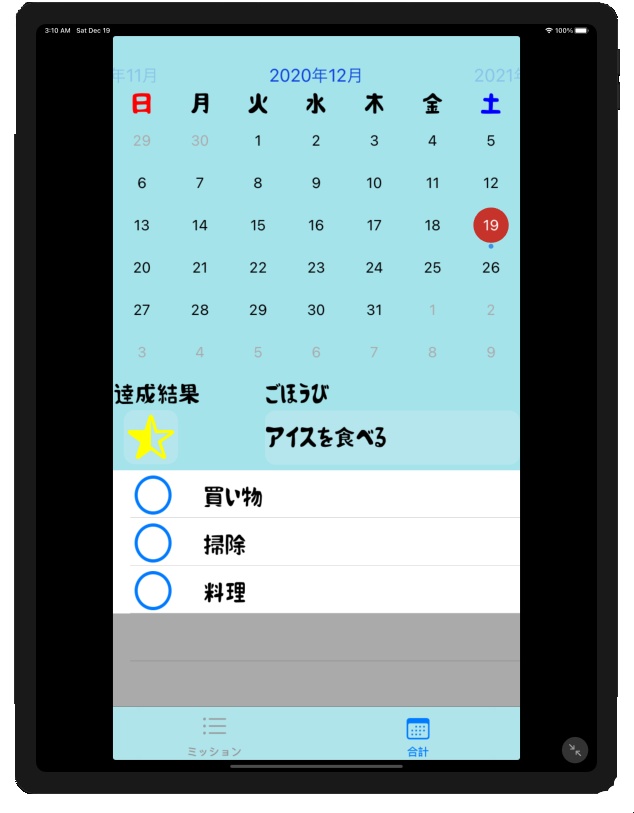 3:10 AM Sat Dec 19 100%
年11月 2020年12月 2021年
日 月 火 水 木 金 土
29 30 1 2 3 4 5
6 7 8 9 10 11 12
13 14 15 16 17 18 19
20 21 22 23 24 25 26
27 28 29 30 31 1 2
3 4 5 6 7 8 9
達成結果 ごほうび
アイスを食べる
買い物
掃除
料理
ミッション 合計